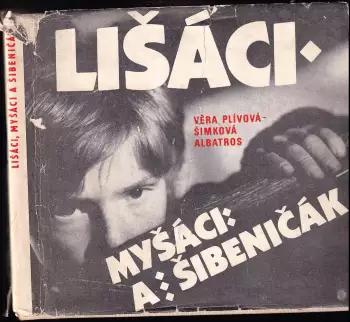 LIŠÁCI, MYŠÁCI A ŠIBENIČÁK
LIŠÁCI·
VĚRA PLÍVOVÁ-
ŠIMKOVÁ
ALBATROS
MYŠÁCI:
A:ŠIBENIČÁK